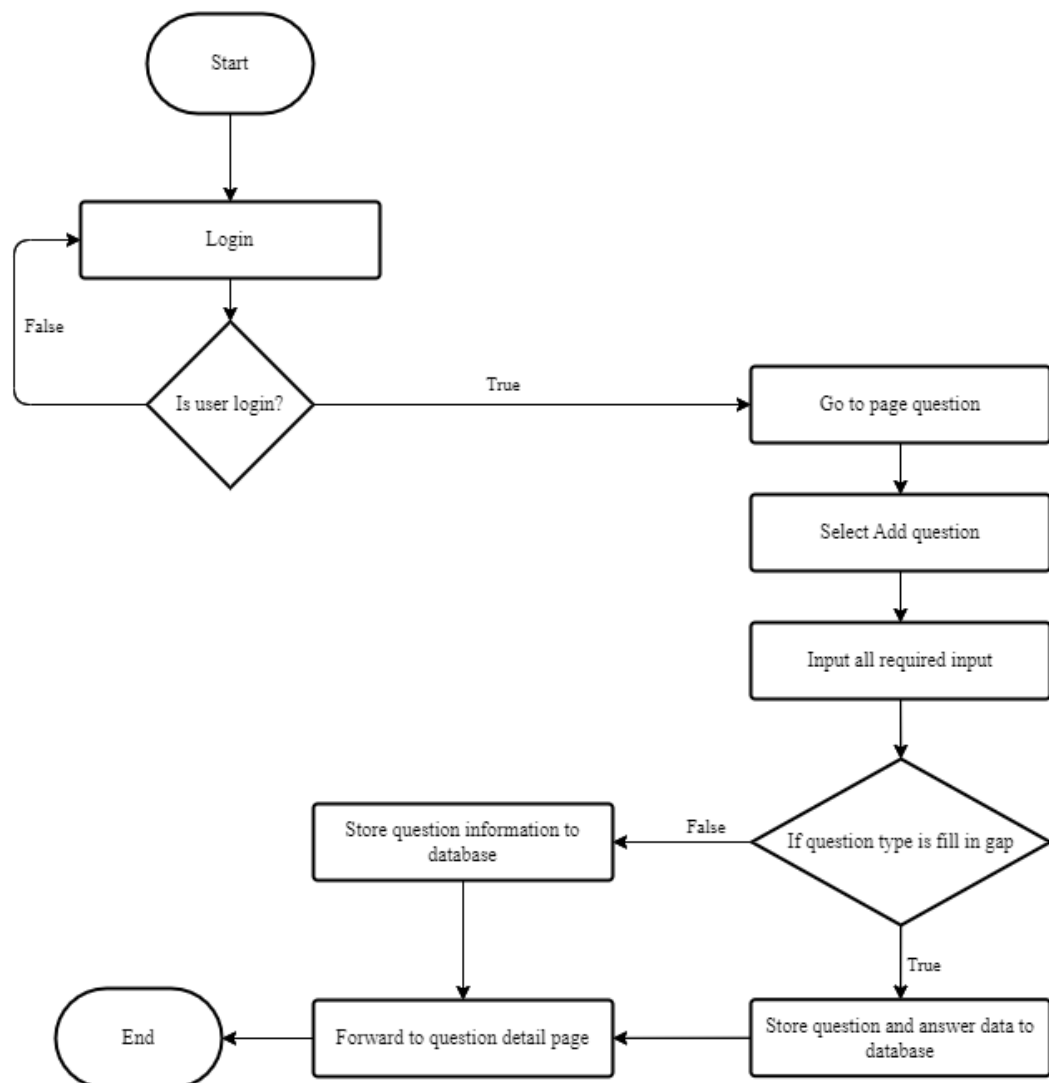 Start
Login
False
Is user login?
True
Go to page question
Select Add question
Input all required input
If question type is fill in gap
False
Store question information to
database
True
Store question and answer data to
database
Forward to question detail page
End